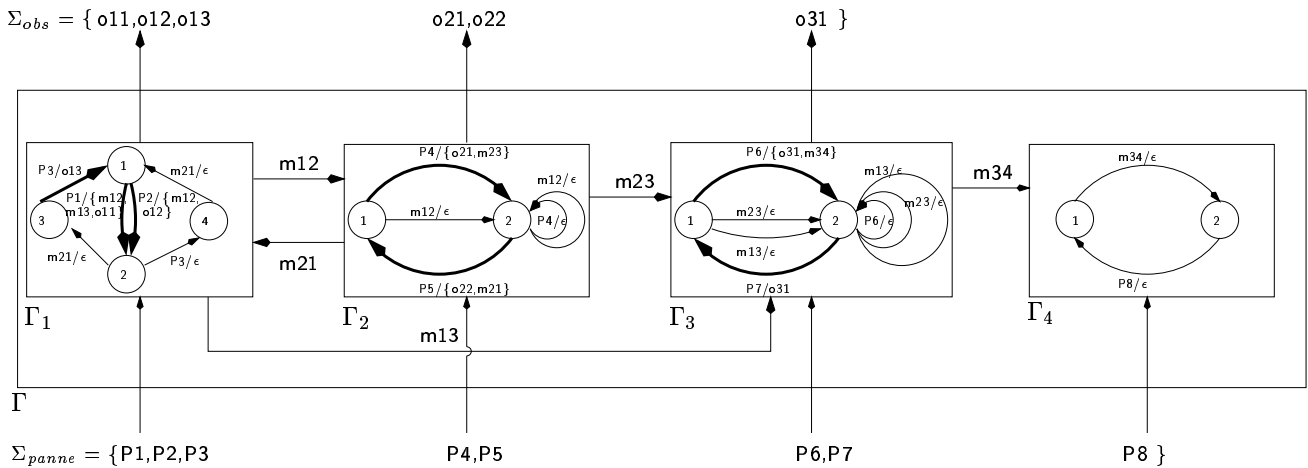 Σobs = { o11,o12,o13 o21,o22 o31 }
P3/o13 1 m21/ϵ
P1/{m12, m13,o11} P2/{m12, o12}
3 4
m21/ϵ 2 P3/ϵ
Γ1
m12
m21
m13
P4/{o21,m23}
m12/ϵ
1 m12/ϵ 2 P4/ϵ
P5/{o22,m21}
Γ2
m23
P6/{o31,m34}
m13/ϵ
1 m23/ϵ 2 P6/ϵ m23/ϵ
m13/ϵ
P7/o31
Γ3
m34
m34/ϵ
1 2
P8/ϵ
Γ4
Γ
Σpanne = {P1,P2,P3 P4,P5 P6,P7 P8 }